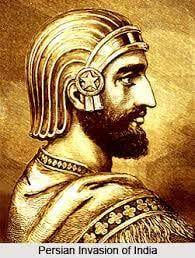 Persian Invasion of India